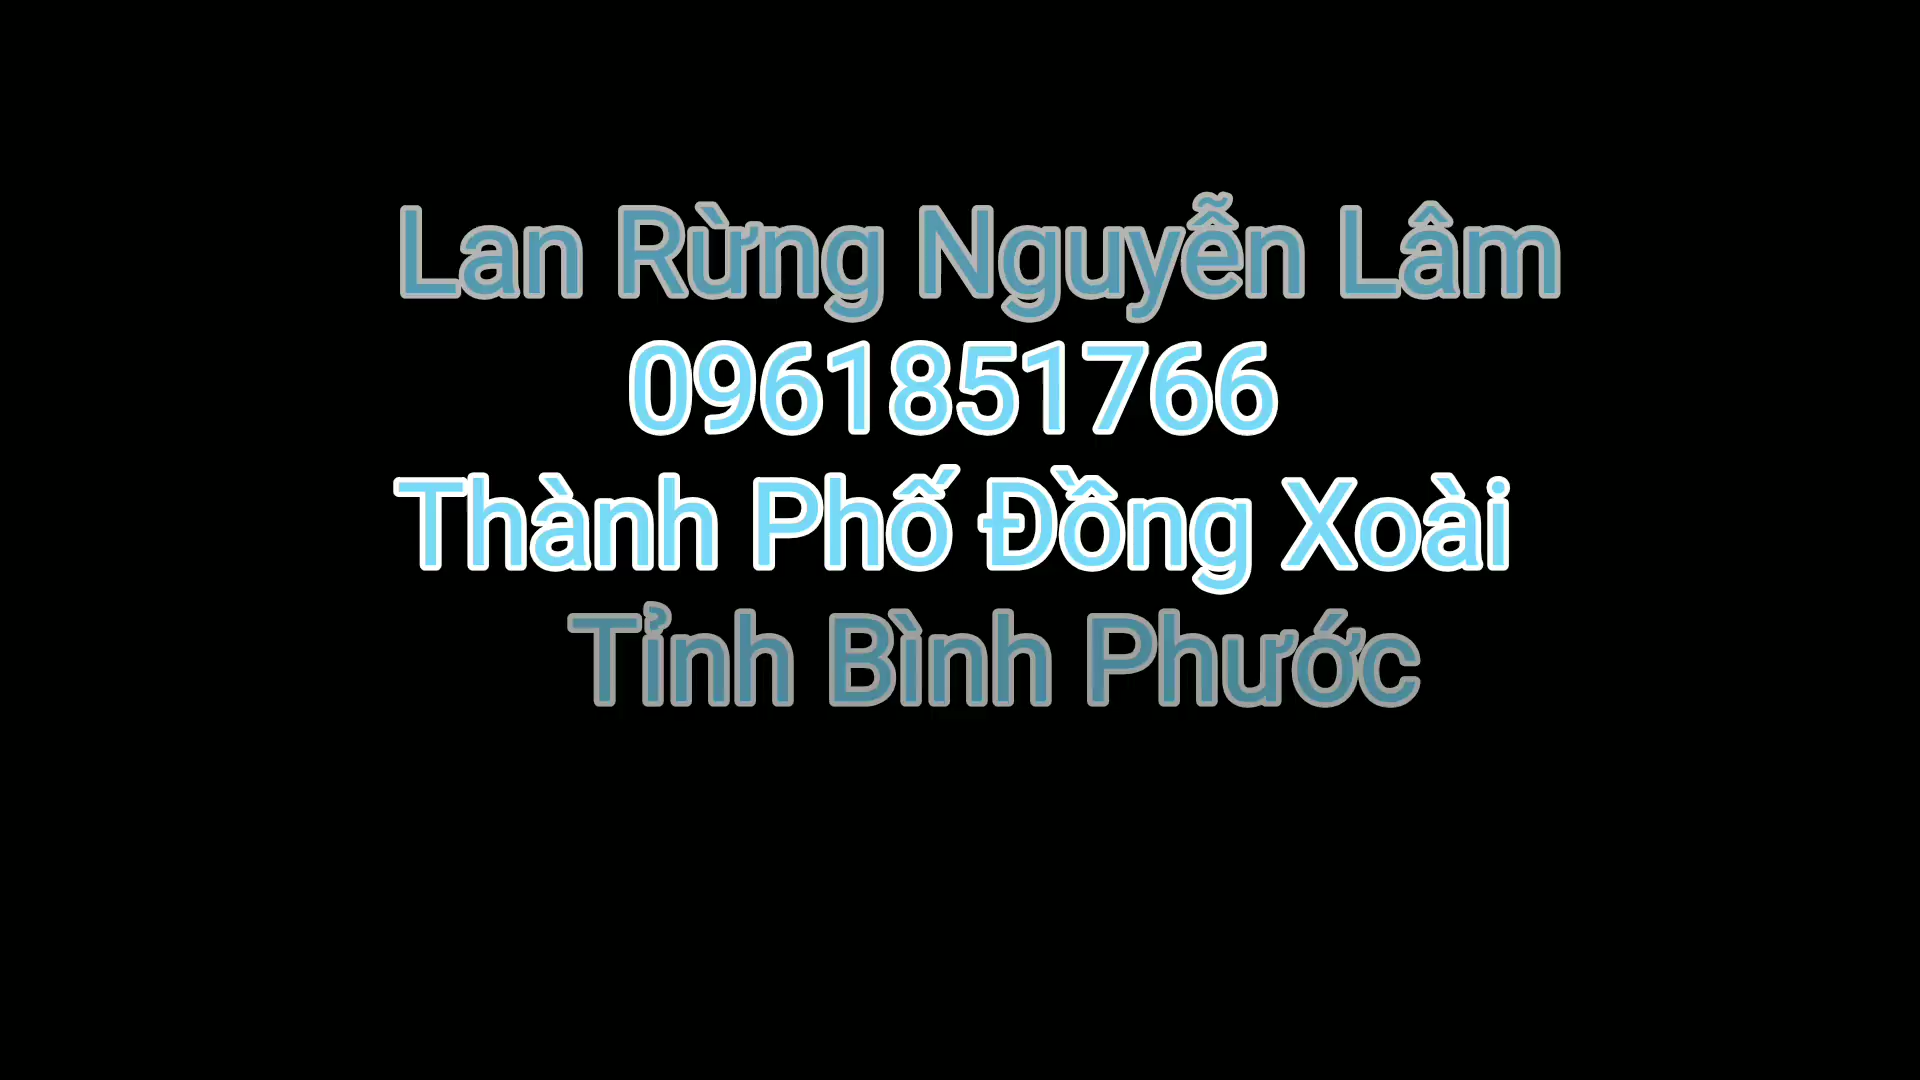 Lan Rừng Nguyễn Lâm
0961851766
Thành Phố Đồng Xoài
Tỉnh Bình Phước